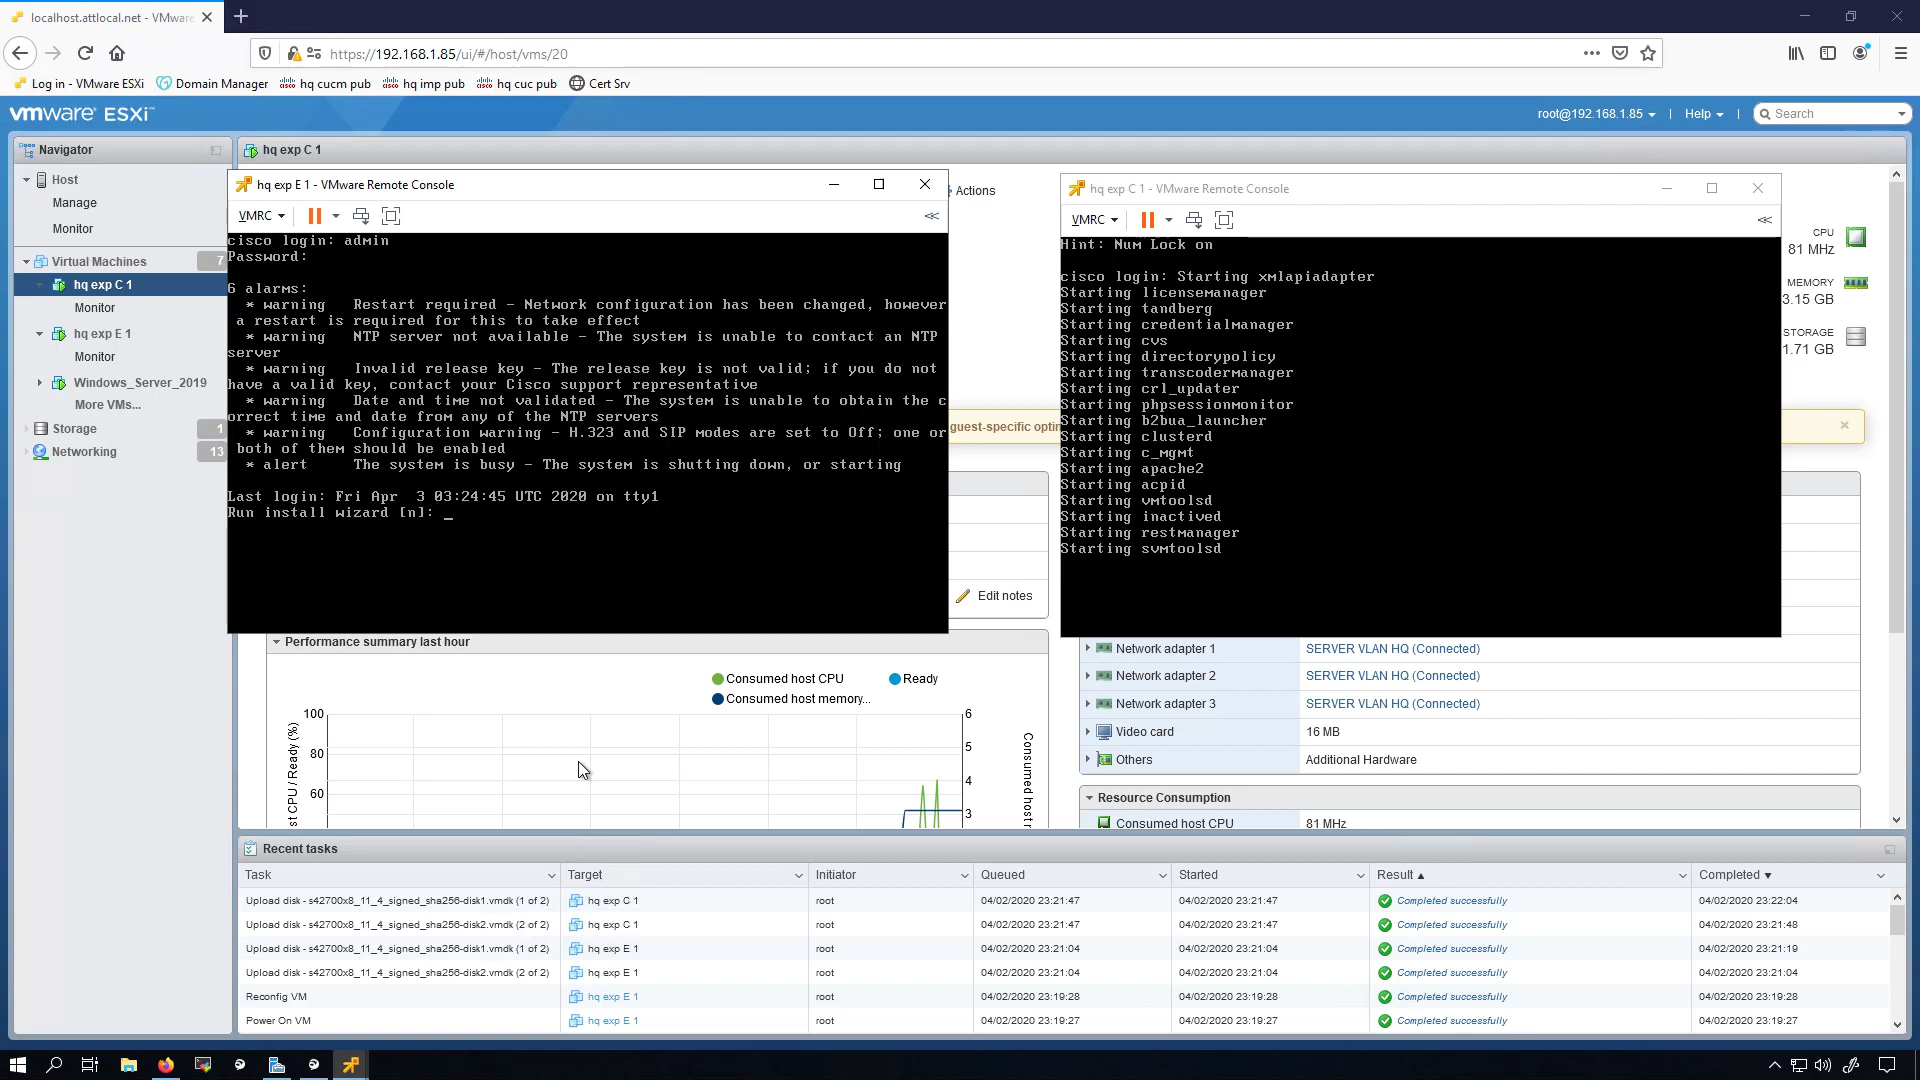 localhost.attlocal.net - VMware
https://192.168.1.85/ui/#/host/vms/20
Log in - VMware ESXi
Domain Manager
hq cucm pub
hq imp pub
hq cuc pub
Cert Srv
vmware ESXi
root@192.168.1.85
Help
Search
Navigator
hq exp C 1
Host
Manage
Monitor
Virtual Machines
7
hq exp C 1
Monitor
hq exp E 1
Monitor
Windows_Server_2019
More VMs...
Storage
1
Networking
13
hq exp E 1 - VMware Remote Console
VMRC
cisco login: admin
Password:
6 alarms:
* warning Restart required - Network configuration has been changed, however
a restart is required for this to take effect
* warning NTP server not available - The system is unable to contact an NTP
server
* warning Invalid release key - The release key is not valid; if you do not
have a valid key, contact your Cisco support representative
* warning Date and time not validated - The system is unable to obtain the c
orrect time and date from any of the NTP servers
* warning Configuration warning - H.323 and SIP modes are set to Off; one or
both of them should be enabled
* alert The system is busy - The system is shutting down, or starting
Last login: Fri Apr 3 03:24:45 UTC 2020 on tty1
Run install wizard [n]: _
Actions
guest-specific optim
Edit notes
hq exp C 1 - VMware Remote Console
VMRC
Hint: Num Lock on
cisco login: Starting xmlapiadapter
Starting licensemanager
Starting tandberg
Starting credentialmanager
Starting cvs
Starting directorypolicy
Starting transcodermanager
Starting crl_updater
Starting phpsessionmonitor
Starting b2bua_launcher
Starting clusterd
Starting c_mgmt
Starting apache2
Starting acpid
Starting vmtoolsd
Starting inactived
Starting restmanager
Starting svmtoolsd
CPU
81 MHz
MEMORY
3.15 GB
STORAGE
1.71 GB
Performance summary last hour
Consumed host CPU
Ready
Consumed host memory...
100
80
60
6
5
4
3
st CPU / Ready (%)
Consumed host r
Network adapter 1
SERVER VLAN HQ (Connected)
Network adapter 2
SERVER VLAN HQ (Connected)
Network adapter 3
SERVER VLAN HQ (Connected)
Video card
16 MB
Others
Additional Hardware
Resource Consumption
Consumed host CPU
81 MHz
Recent tasks
Task Target Initiator Queued Started Result Completed
Upload disk - s42700x8_11_4_signed_sha256-disk1.vmdk (1 of 2) hq exp C 1 root 04/02/2020 23:21:47 04/02/2020 23:21:47 Completed successfully 04/02/2020 23:22:04
Upload disk - s42700x8_11_4_signed_sha256-disk2.vmdk (2 of 2) hq exp C 1 root 04/02/2020 23:21:47 04/02/2020 23:21:47 Completed successfully 04/02/2020 23:21:48
Upload disk - s42700x8_11_4_signed_sha256-disk1.vmdk (1 of 2) hq exp E 1 root 04/02/2020 23:21:04 04/02/2020 23:21:04 Completed successfully 04/02/2020 23:21:19
Upload disk - s42700x8_11_4_signed_sha256-disk2.vmdk (2 of 2) hq exp E 1 root 04/02/2020 23:21:04 04/02/2020 23:21:04 Completed successfully 04/02/2020 23:21:04
Reconfig VM hq exp E 1 root 04/02/2020 23:19:28 04/02/2020 23:19:28 Completed successfully 04/02/2020 23:19:28
Power On VM hq exp E 1 root 04/02/2020 23:19:27 04/02/2020 23:19:27 Completed successfully 04/02/2020 23:19:27